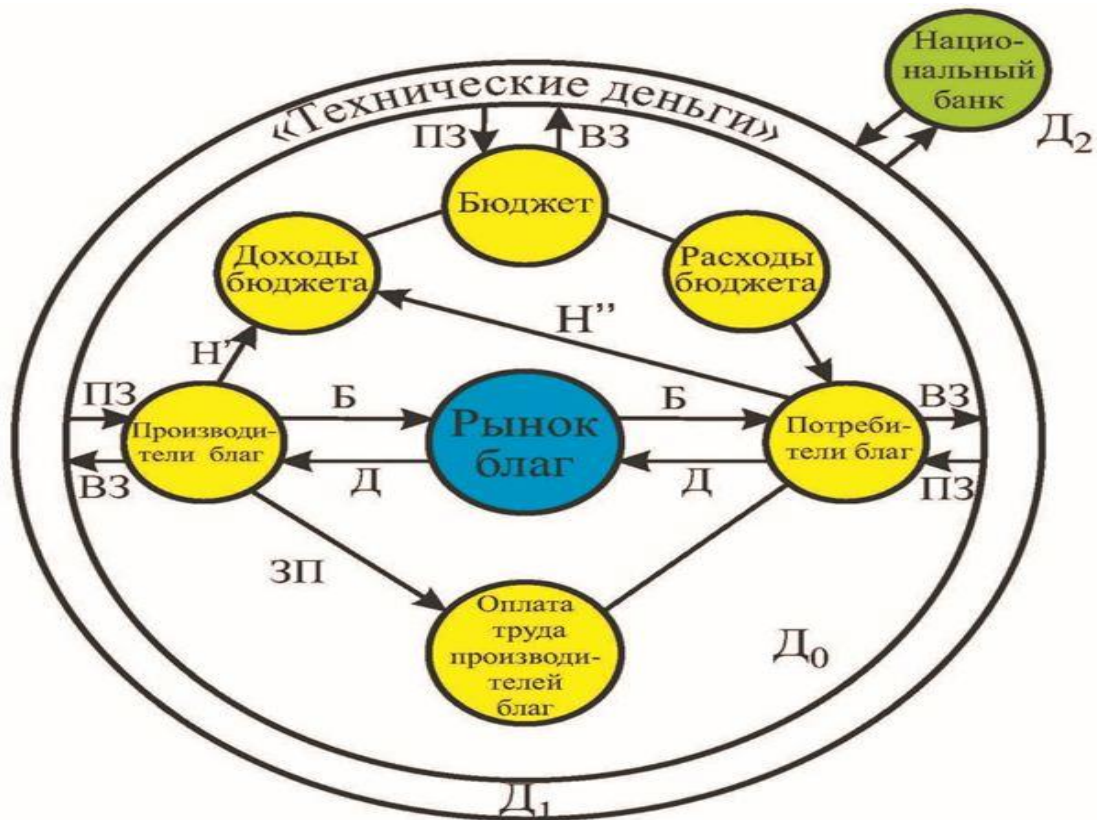 Нацио-
нальный
банк
Д₂
«Технические деньги»
ПЗ
ВЗ
Бюджет
Доходы
бюджета
Расходы
бюджета
Н'
Н''
ПЗ
ВЗ
Производи-
тели благ
Б
Д
Рынок
благ
Б
Д
Потреби-
тели благ
ВЗ
ПЗ
ЗП
Оплата
труда
производи-
телей
благ
Д₀
Д₁